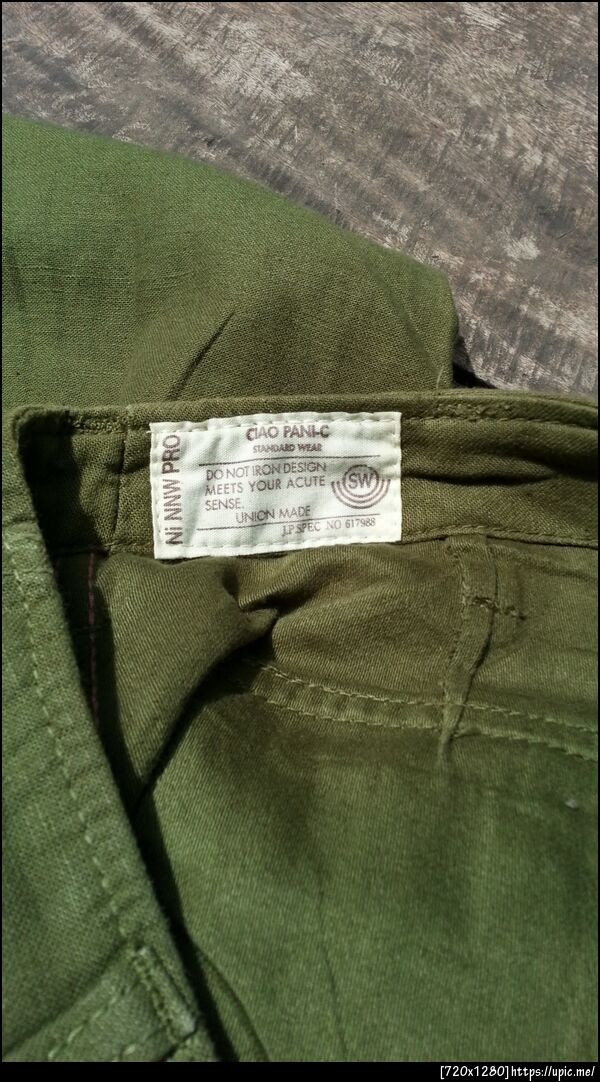 Ni NNW PRO
CIAO PANI-C
STANDARD WEAR
DO NOT IRON DESIGN
MEETS YOUR ACUTE
SENSE.
SW
UNION MADE
J.P SPEC NO 617988
[720x1280]https://upic.me/